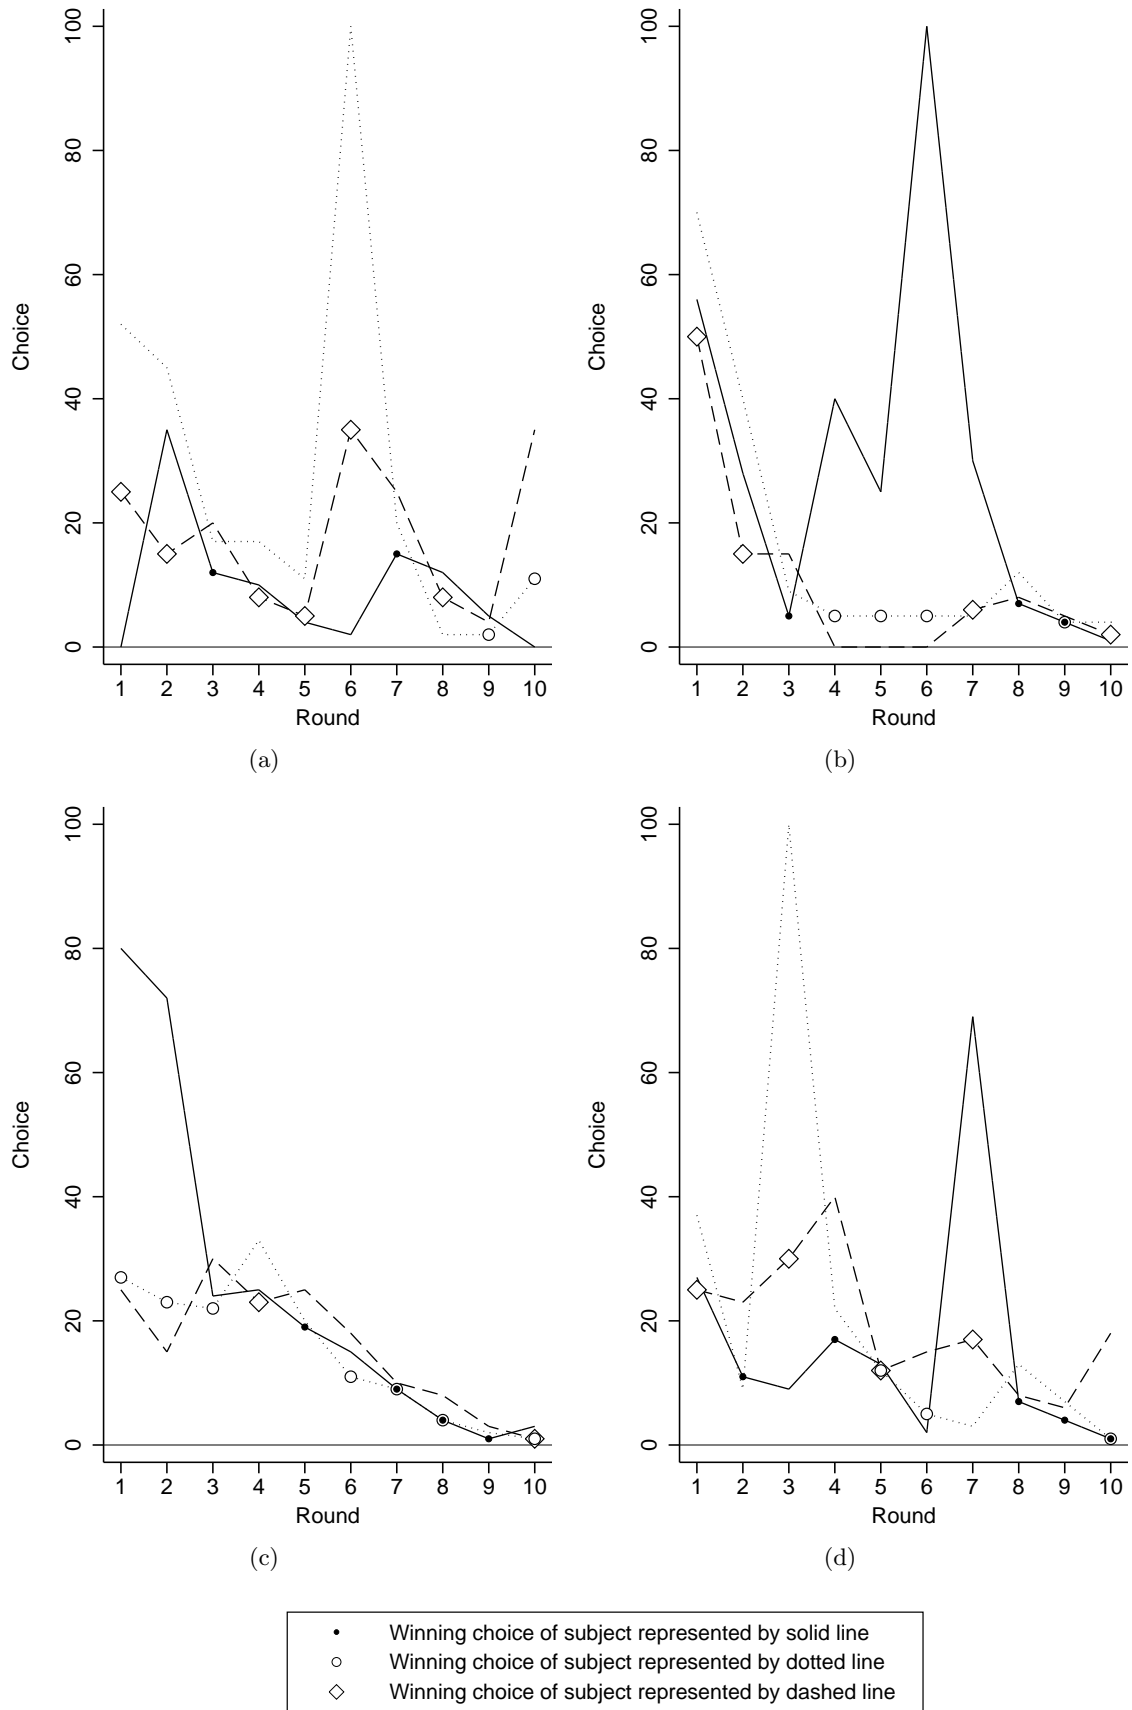 100
80
60
40
20
0
Choice
1 2 3 4 5 6 7 8 9 10
Round
(a)
100
80
60
40
20
0
Choice
1 2 3 4 5 6 7 8 9 10
Round
(b)
100
80
60
40
20
0
Choice
1 2 3 4 5 6 7 8 9 10
Round
(c)
100
80
60
40
20
0
Choice
1 2 3 4 5 6 7 8 9 10
Round
(d)
Winning choice of subject represented by solid line
Winning choice of subject represented by dotted line
Winning choice of subject represented by dashed line